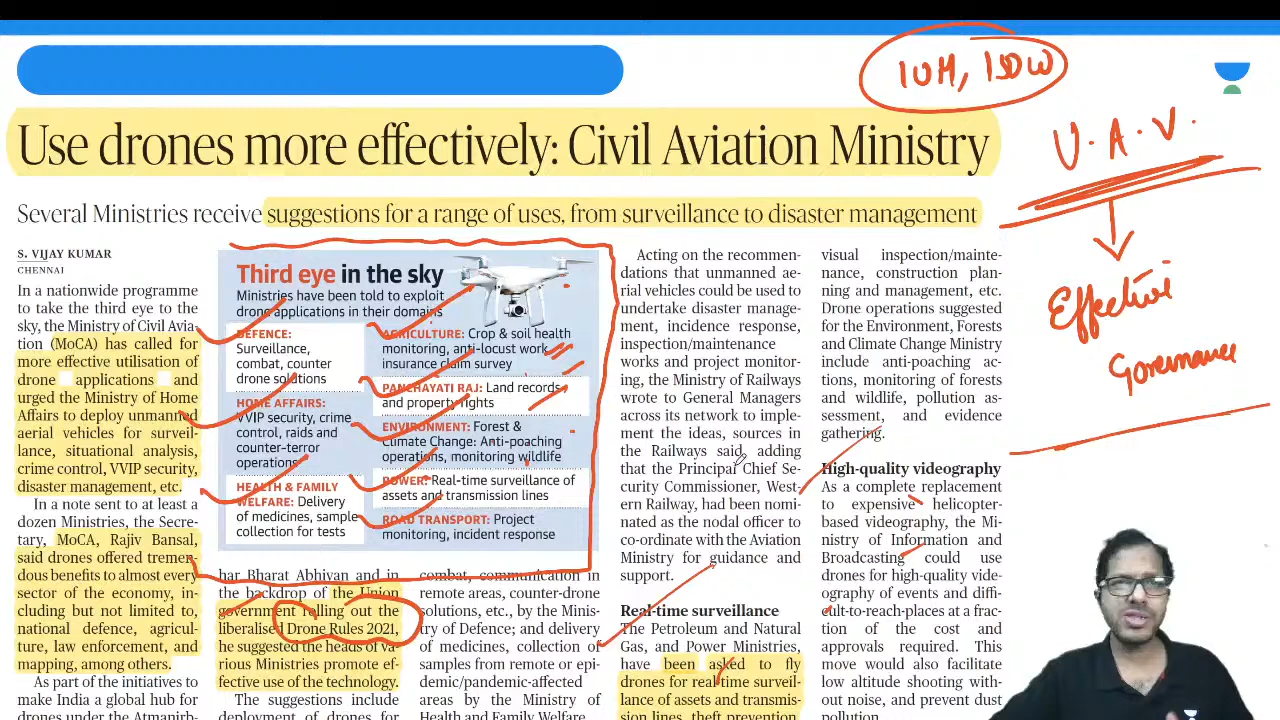 10M, 150W
U.A.V.
Effective
Governance
Use drones more effectively: Civil Aviation Ministry
Several Ministries receive suggestions for a range of uses, from surveillance to disaster management
S. VIJAY KUMAR
CHENNAI
In a nationwide programme
to take the third eye to the
sky, the Ministry of Civil Avia-
tion (MoCA) has called for
more effective utilisation of
drone applications and
urged the Ministry of Home
Affairs to deploy unmanned
aerial vehicles for surveil-
lance, situational analysis,
crime control, VVIP security,
disaster management, etc.
In a note sent to at least a
dozen Ministries, the Secre-
tary, MoCA, Rajiv Bansal,
said drones offered tremen-
dous benefits to almost every
sector of the economy, in-
cluding but not limited to,
national defence, agricul-
ture, law enforcement, and
mapping, among others.
As part of the initiatives to
make India a global hub for
drones under the Atmanirb-
Third eye in the sky
Ministries have been told to exploit
drone applications in their domains
DEFENCE:
Surveillance,
combat, counter
drone solutions
HOME AFFAIRS:
VVIP security, crime
control, raids and
counter-terror
operations
HEALTH & FAMILY
WELFARE: Delivery
of medicines, sample
collection for tests
AGRICULTURE: Crop & soil health
monitoring, anti-locust work,
insurance claim survey
PANCHAYATI RAJ: Land records
and property rights
ENVIRONMENT: Forest &
Climate Change: Anti-poaching
operations, monitoring wildlife
POWER: Real-time surveillance of
assets and transmission lines
ROAD TRANSPORT: Project
monitoring, incident response
har Bharat Abhiyan and in
the backdrop of the Union
government rolling out the
liberalised Drone Rules 2021,
he suggested the heads of va-
rious Ministries promote ef-
fective use of the technology.
The suggestions include
deployment of drones for
combat, communication in
remote areas, counter-drone
solutions, etc., by the Minis-
try of Defence; and delivery
of medicines, collection of
samples from remote or epi-
demic/pandemic-affected
areas by the Ministry of
Health and Family Welfare
Acting on the recommen-
dations that unmanned ae-
rial vehicles could be used to
undertake disaster manage-
ment, incidence response,
inspection/maintenance
works and project monitor-
ing, the Ministry of Railways
wrote to General Managers
across its network to imple-
ment the ideas, sources in
the Railways said, adding
that the Principal Chief Se-
curity Commissioner, West-
ern Railway, had been nomi-
nated as the nodal officer to
co-ordinate with the Aviation
Ministry for guidance and
support.
Real-time surveillance
The Petroleum and Natural
Gas, and Power Ministries,
have been asked to fly
drones for real-time surveil-
lance of assets and transmis-
sion lines, theft prevention,
visual inspection/mainte-
nance, construction plan-
ning and management, etc.
Drone operations suggested
for the Environment, Forests
and Climate Change Ministry
include anti-poaching ac-
tions, monitoring of forests
and wildlife, pollution as-
sessment, and evidence
gathering.
High-quality videography
As a complete replacement
to expensive helicopter-
based videography, the Mi-
nistry of Information and
Broadcasting could use
drones for high-quality vide-
ography of events and diffi-
cult-to-reach-places at a frac-
tion of the cost and
approvals required. This
move would also facilitate
low altitude shooting with-
out noise, and prevent dust
pollution.